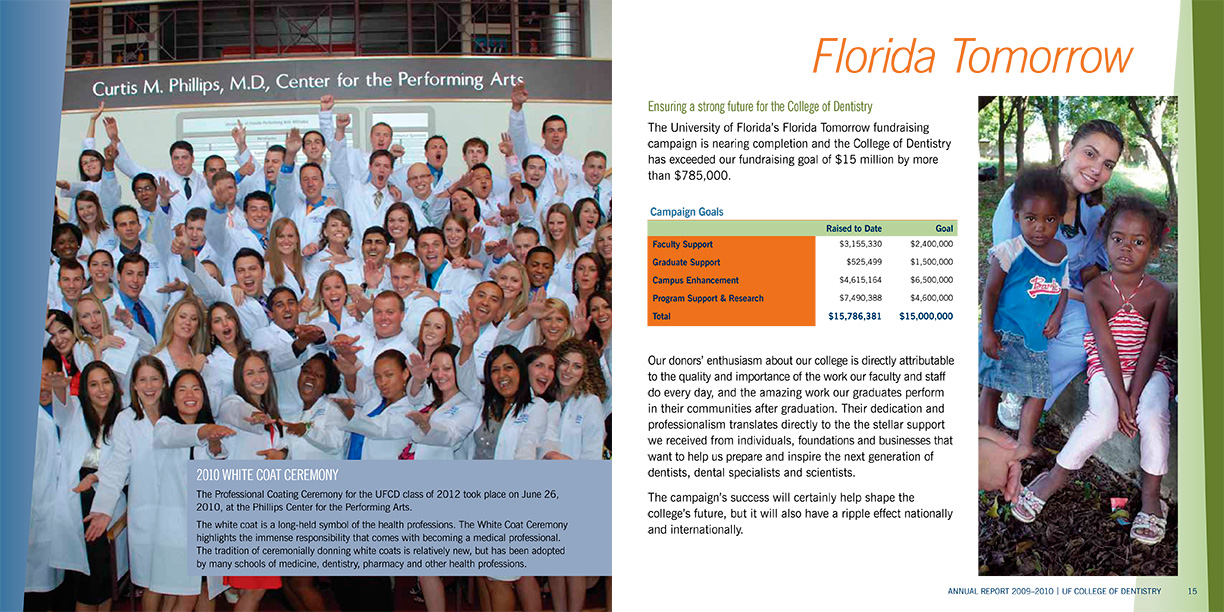 Curtis M. Phillips, M.D., Center for the Performing Arts
2010 WHITE COAT CEREMONY
The Professional Coating Ceremony for the UFCD class of 2012 took place on June 26,
2010, at the Phillips Center for the Performing Arts.
The white coat is a long-held symbol of the health professions. The White Coat Ceremony
highlights the immense responsibility that comes with becoming a medical professional.
The tradition of ceremonially donning white coats is relatively new, but has been adopted
by many schools of medicine, dentistry, pharmacy and other health professions.
Florida Tomorrow
Ensuring a strong future for the College of Dentistry
The University of Florida's Florida Tomorrow fundraising
campaign is nearing completion and the College of Dentistry
has exceeded our fundraising goal of $15 million by more
than $785,000.
Campaign Goals
Raised to Date Goal
Faculty Support $3,155,330 $2,400,000
Graduate Support $525,499 $1,500,000
Campus Enhancement $4,615,164 $6,500,000
Program Support & Research $7,490,388 $4,600,000
Total $15,786,381 $15,000,000
Our donors' enthusiasm about our college is directly attributable
to the quality and importance of the work our faculty and staff
do every day, and the amazing work our graduates perform
in their communities after graduation. Their dedication and
professionalism translates directly to the the stellar support
we received from individuals, foundations and businesses that
want to help us prepare and inspire the next generation of
dentists, dental specialists and scientists.
The campaign's success will certainly help shape the
college's future, but it will also have a ripple effect nationally
and internationally.
ANNUAL REPORT 2009–2010 | UF COLLEGE OF DENTISTRY 15